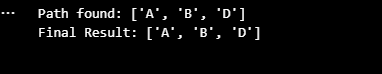 Path found: ['A', 'B', 'D']
Final Result: ['A', 'B', 'D']